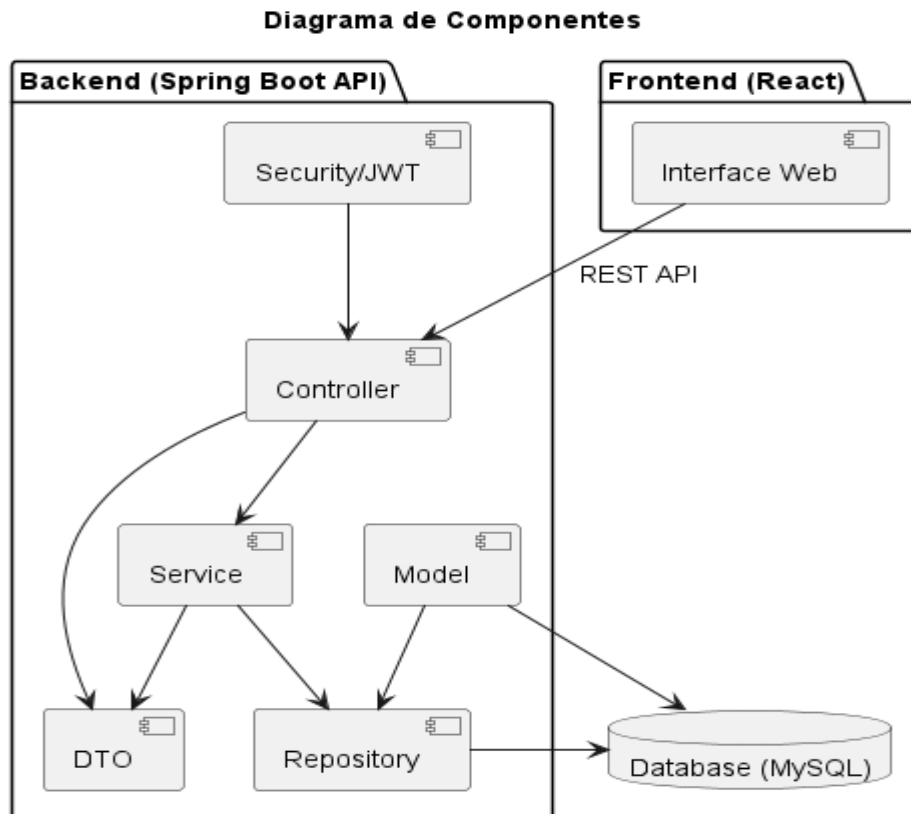 Diagrama de Componentes
Backend (Spring Boot API)
Frontend (React)
Security/JWT
Interface Web
REST API
Controller
Service
Model
DTO
Repository
Database (MySQL)